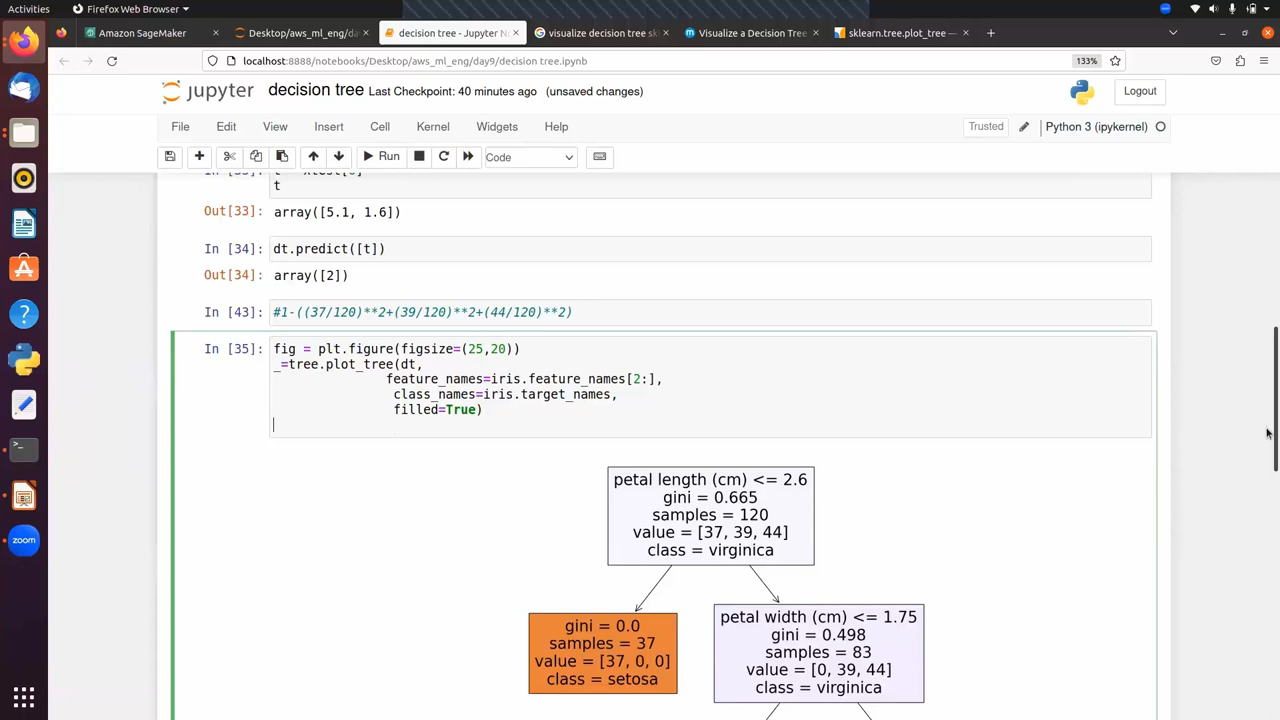 Activities
Firefox Web Browser
Amazon SageMaker
Desktop/aws_ml_eng/da
decision tree - Jupyter N
visualize decision tree sk
Visualize a Decision Tree
sklearn.tree.plot_tree —
localhost:8888/notebooks/Desktop/aws_ml_eng/day9/decision tree.ipynb
133%
jupyter decision tree Last Checkpoint: 40 minutes ago (unsaved changes)
Logout
File Edit View Insert Cell Kernel Widgets Help
Trusted
Python 3 (ipykernel)
Run
Code
t
Out[33]: array([5.1, 1.6])
In [34]: dt.predict([t])
Out[34]: array([2])
In [43]: #1-((37/120)**2+(39/120)**2+(44/120)**2)
In [35]: fig = plt.figure(figsize=(25,20))
_=tree.plot_tree(dt,
feature_names=iris.feature_names[2:],
class_names=iris.target_names,
filled=True)
petal length (cm) <= 2.6
gini = 0.665
samples = 120
value = [37, 39, 44]
class = virginica
gini = 0.0
samples = 37
value = [37, 0, 0]
class = setosa
petal width (cm) <= 1.75
gini = 0.498
samples = 83
value = [0, 39, 44]
class = virginica
zoom